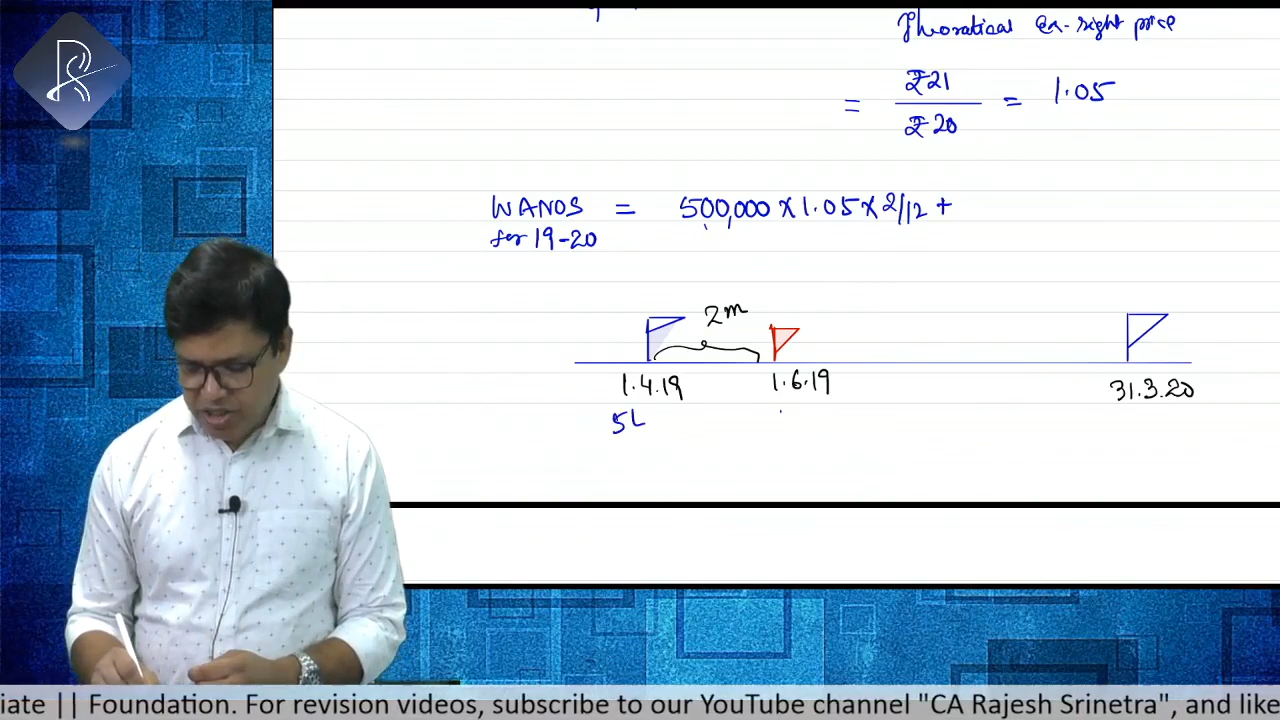 Theoratical Ex-right price
= ₹21 / ₹20 = 1.05
WANOS = 500,000 X 1.05 X 2/12 +
for 19-20
2m
1.4.19 1.6.19 31.3.20
5L
iate || Foundation. For revision videos, subscribe to our YouTube channel "CA Rajesh Srinetra", and like